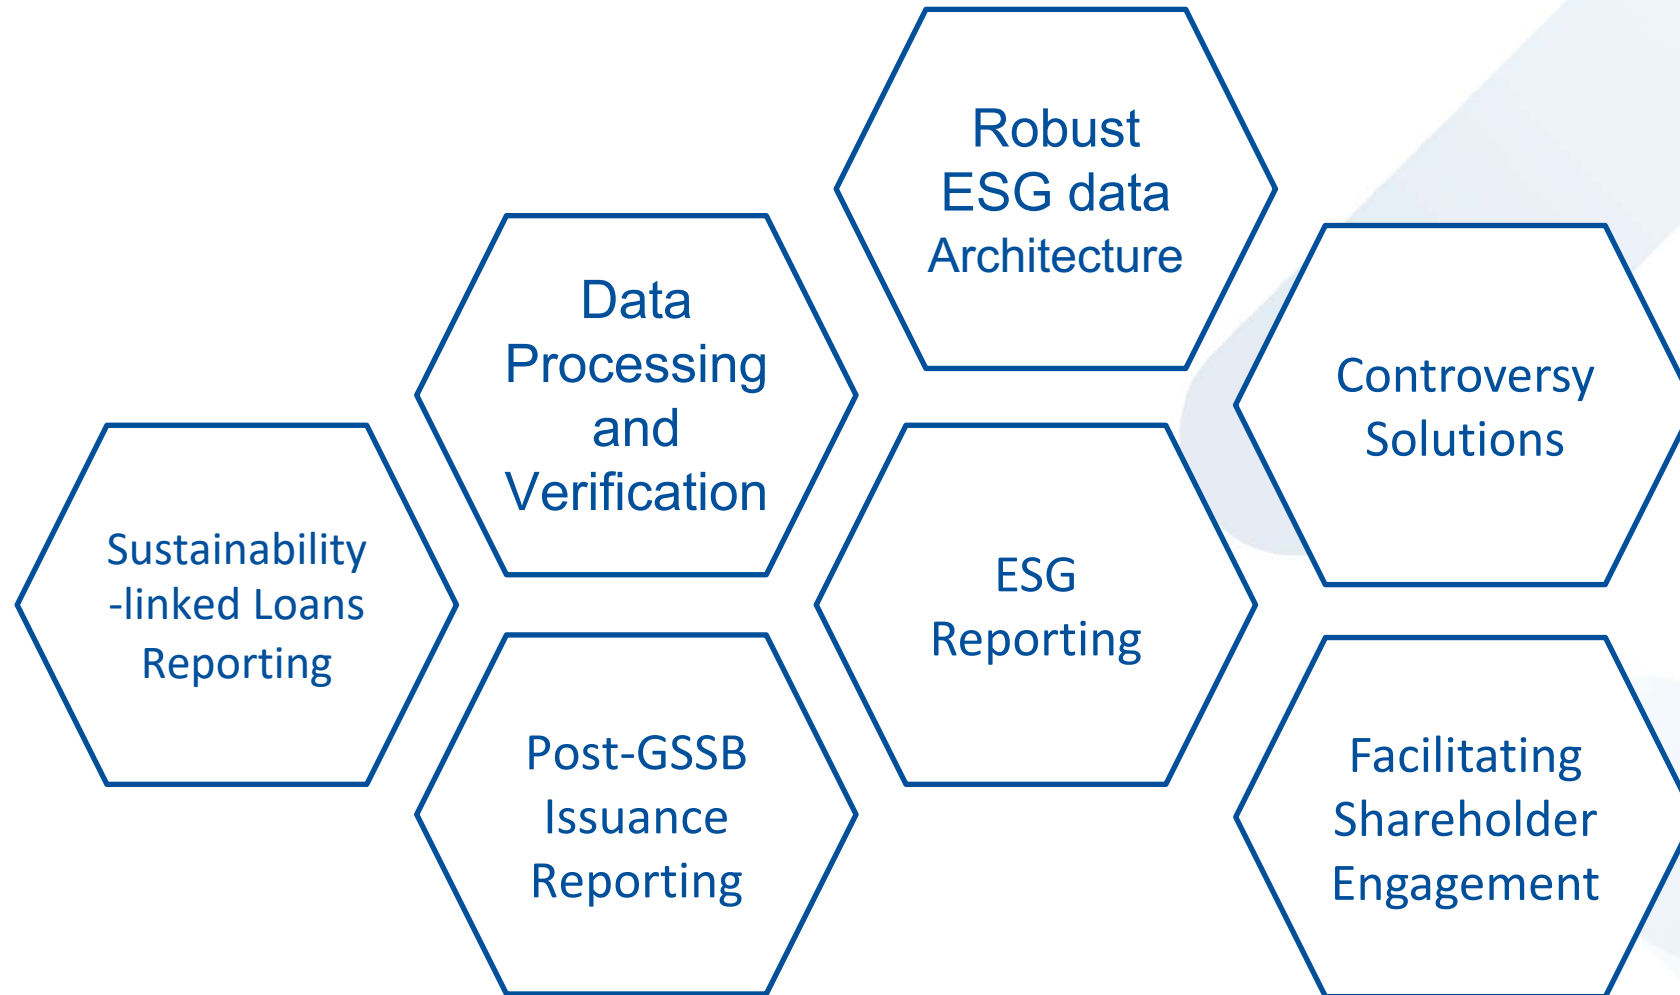 Robust
ESG data
Architecture
Data
Processing
and
Verification
Controversy
Solutions
Sustainability
-linked Loans
Reporting
ESG
Reporting
Post-GSSB
Issuance
Reporting
Facilitating
Shareholder
Engagement